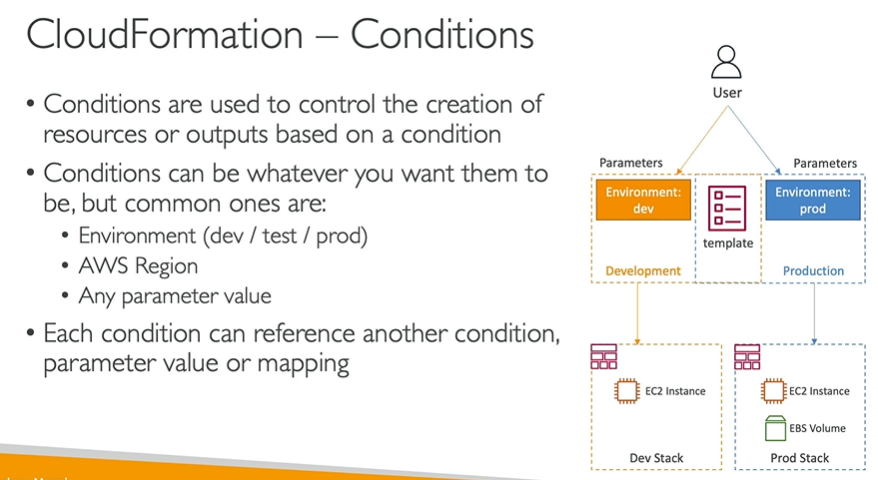 CloudFormation – Conditions
• Conditions are used to control the creation of
resources or outputs based on a condition
• Conditions can be whatever you want them to
be, but common ones are:
• Environment (dev / test / prod)
• AWS Region
• Any parameter value
• Each condition can reference another condition,
parameter value or mapping
User
Parameters
Parameters
Environment:
dev
Environment:
prod
template
Development
Production
EC2 Instance
Dev Stack
EC2 Instance
EBS Volume
Prod Stack